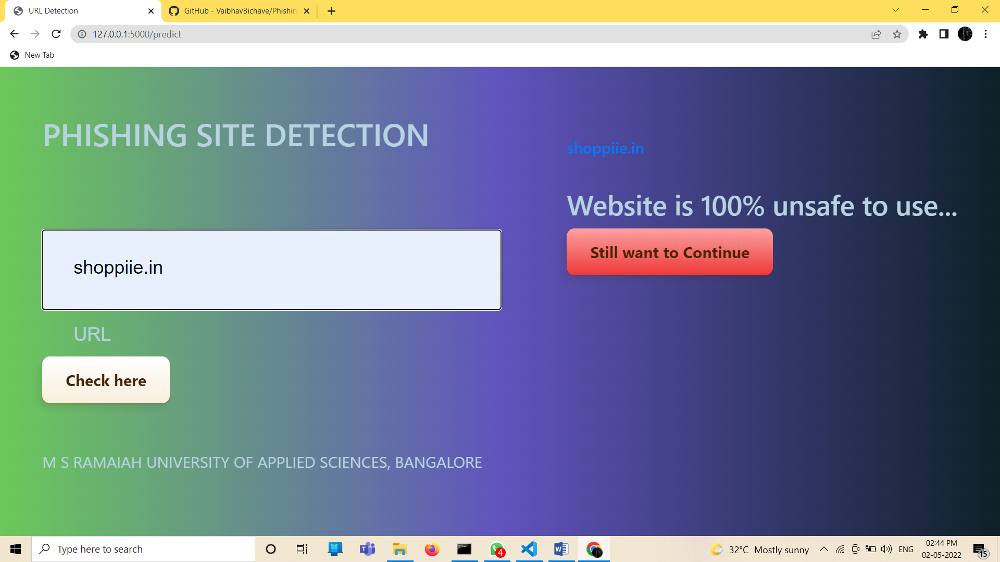 URL Detection
GitHub - VaibhavBichave/Phishin
127.0.0.1:5000/predict
New Tab
PHISHING SITE DETECTION
shoppiie.in
URL
Check here
M S RAMAIAH UNIVERSITY OF APPLIED SCIENCES, BANGALORE
shoppiie.in
Website is 100% unsafe to use...
Still want to Continue
Type here to search
T
4
W
32°C Mostly sunny
ENG
02:44 PM
02-05-2022
15